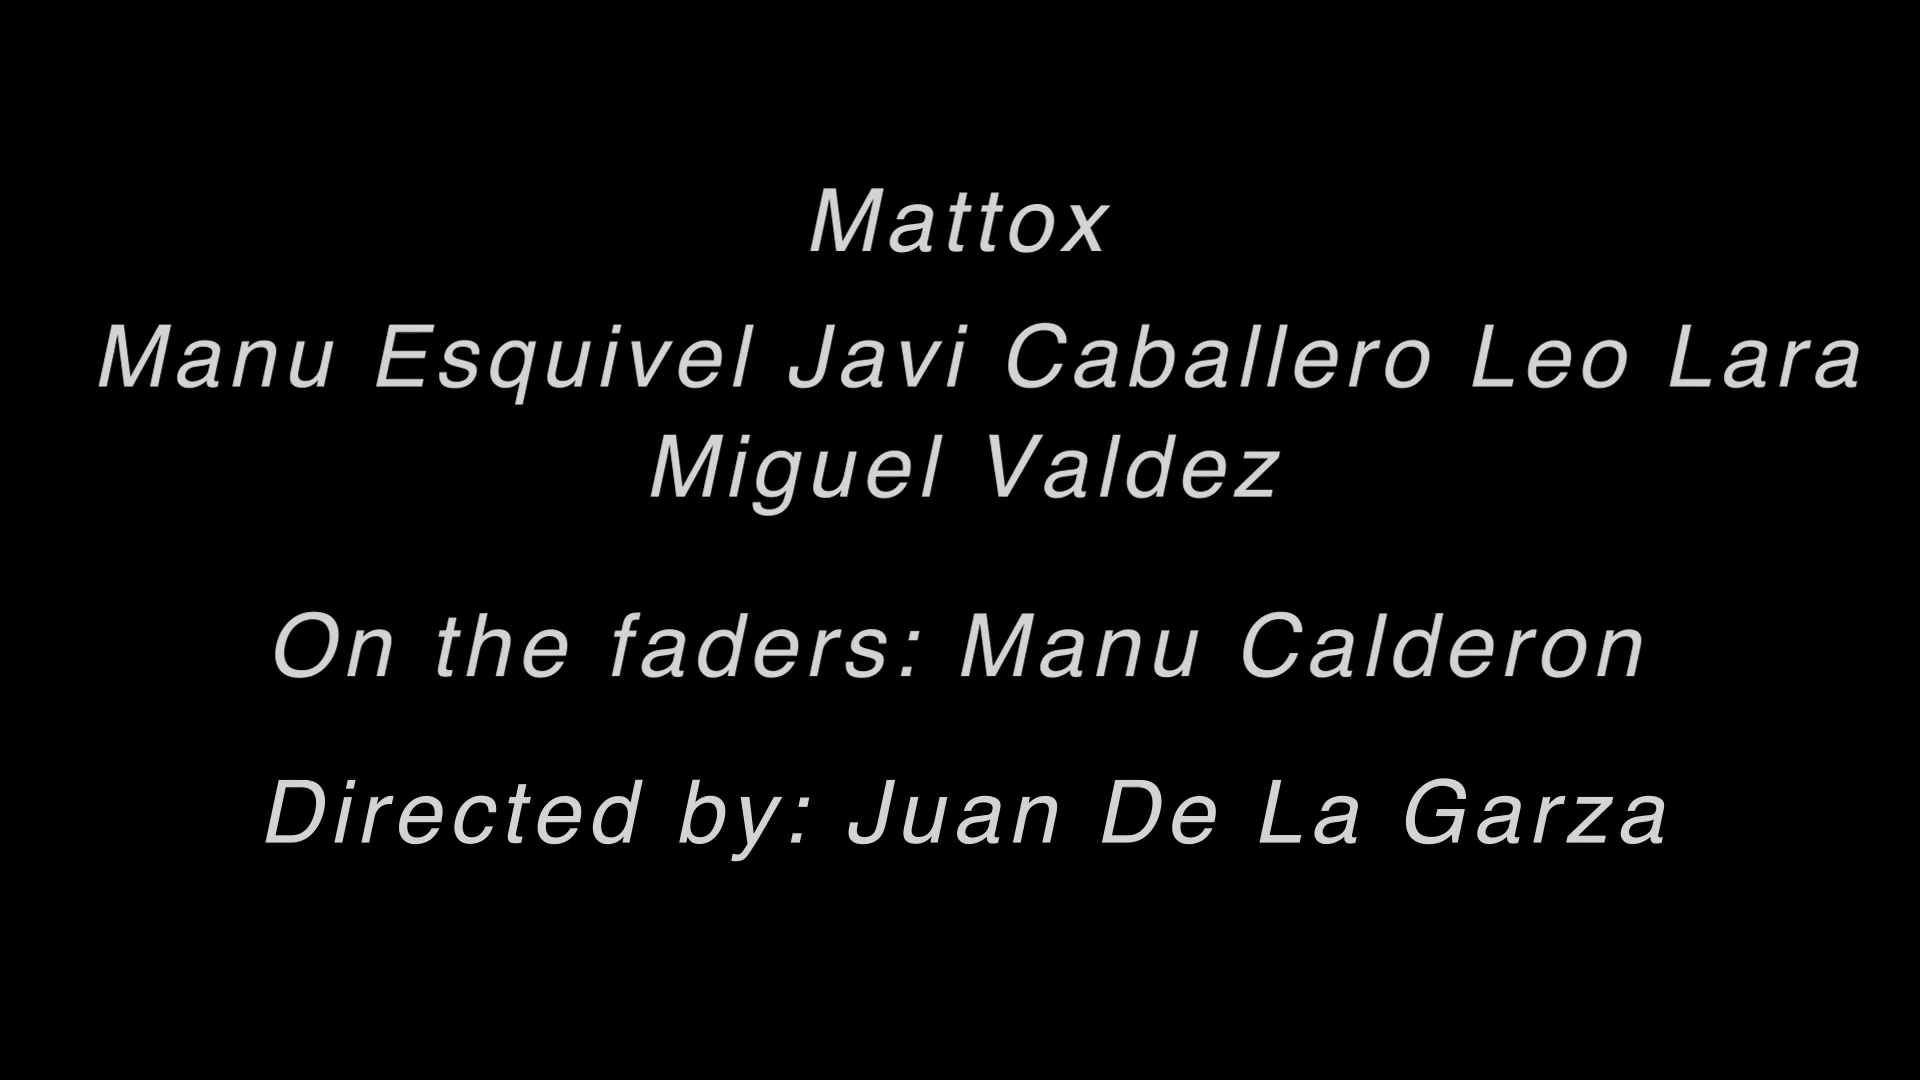 Mattox
Manu Esquivel Javi Caballero Leo Lara
Miguel Valdez
On the faders: Manu Calderon
Directed by: Juan De La Garza